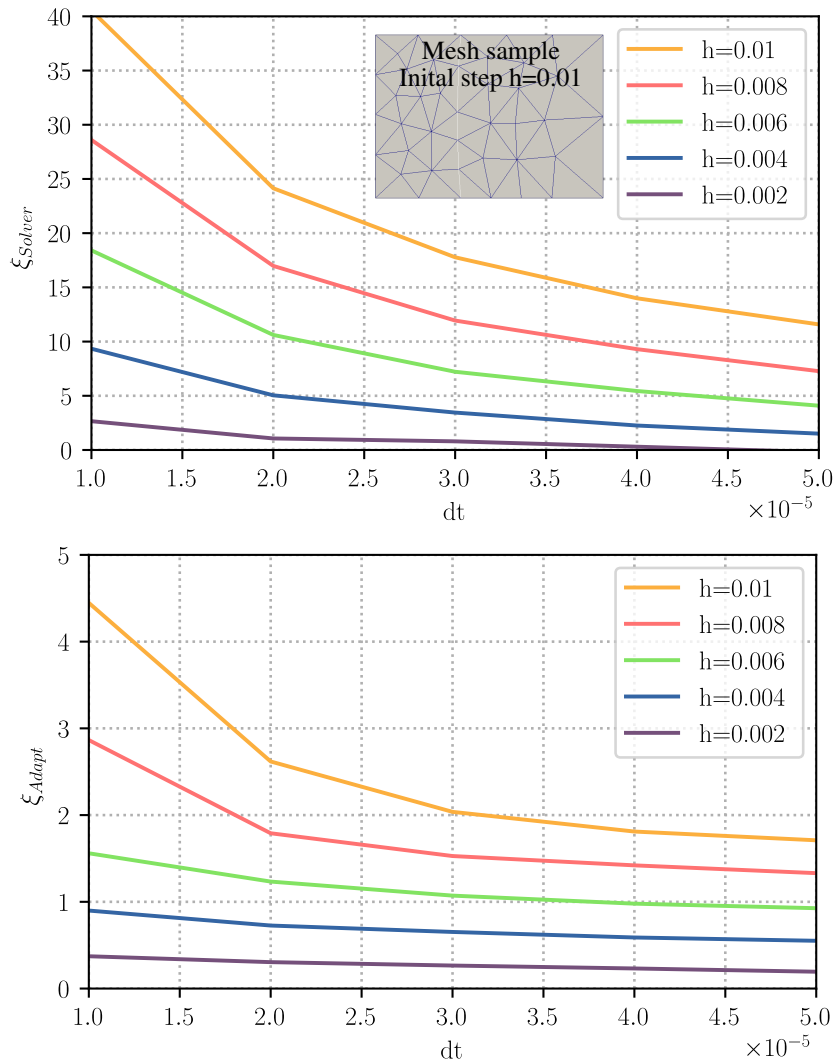 40
35
30
25
20
15
10
5
0
ξSolver
Mesh sample
Inital step h=0.01
h=0.01
h=0.008
h=0.006
h=0.004
h=0.002
1.0 1.5 2.0 2.5 3.0 3.5 4.0 4.5 5.0
dt
×10−5
5
4
3
2
1
0
ξAdapt
h=0.01
h=0.008
h=0.006
h=0.004
h=0.002
1.0 1.5 2.0 2.5 3.0 3.5 4.0 4.5 5.0
dt
×10−5